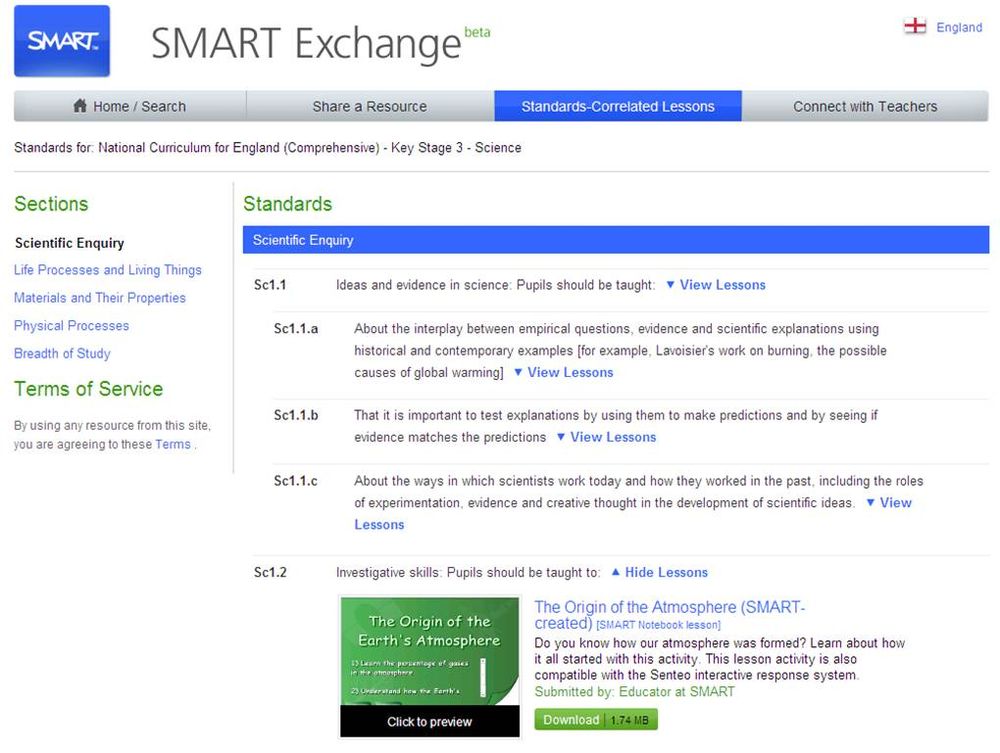 SMART™
SMART Exchange beta
England
Home / Search
Share a Resource
Standards-Correlated Lessons
Connect with Teachers
Standards for: National Curriculum for England (Comprehensive) - Key Stage 3 - Science
Sections
Scientific Enquiry
Life Processes and Living Things
Materials and Their Properties
Physical Processes
Breadth of Study
Terms of Service
By using any resource from this site,
you are agreeing to these Terms .
Standards
Scientific Enquiry
Sc1.1 Ideas and evidence in science: Pupils should be taught: ▼ View Lessons
Sc1.1.a About the interplay between empirical questions, evidence and scientific explanations using
historical and contemporary examples [for example, Lavoisier's work on burning, the possible
causes of global warming] ▼ View Lessons
Sc1.1.b That it is important to test explanations by using them to make predictions and by seeing if
evidence matches the predictions ▼ View Lessons
Sc1.1.c About the ways in which scientists work today and how they worked in the past, including the roles
of experimentation, evidence and creative thought in the development of scientific ideas. ▼ View
Lessons
Sc1.2 Investigative skills: Pupils should be taught to: ▲ Hide Lessons
The Origin of the
Earth's Atmosphere
1) Learn the percentage of gases
in the atmosphere
2) Understand how the Earth's
Click to preview
The Origin of the Atmosphere (SMART-
created) [SMART Notebook lesson]
Do you know how our atmosphere was formed? Learn about how
it all started with this activity. This lesson activity is also
compatible with the Senteo interactive response system.
Submitted by: Educator at SMART
Download | 1.74 MB